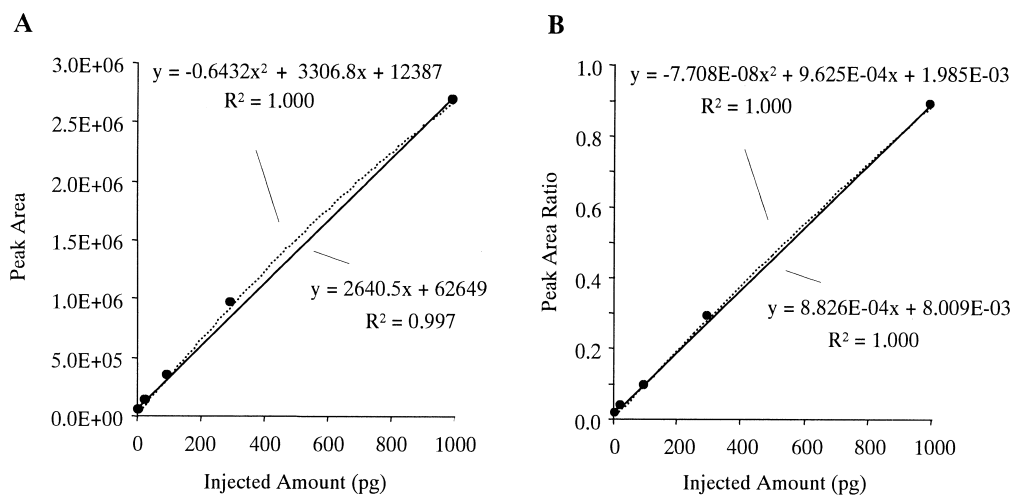 A
y = -0.6432x² + 3306.8x + 12387
R² = 1.000
3.0E+06
2.5E+06
2.0E+06
1.5E+06
1.0E+06
5.0E+05
0.0E+00
Peak Area
y = 2640.5x + 62649
R² = 0.997
0 200 400 600 800 1000
Injected Amount (pg)
B
y = -7.708E-08x² + 9.625E-04x + 1.985E-03
R² = 1.000
1.0
0.8
0.6
0.4
0.2
0.0
Peak Area Ratio
y = 8.826E-04x + 8.009E-03
R² = 1.000
0 200 400 600 800 1000
Injected Amount (pg)